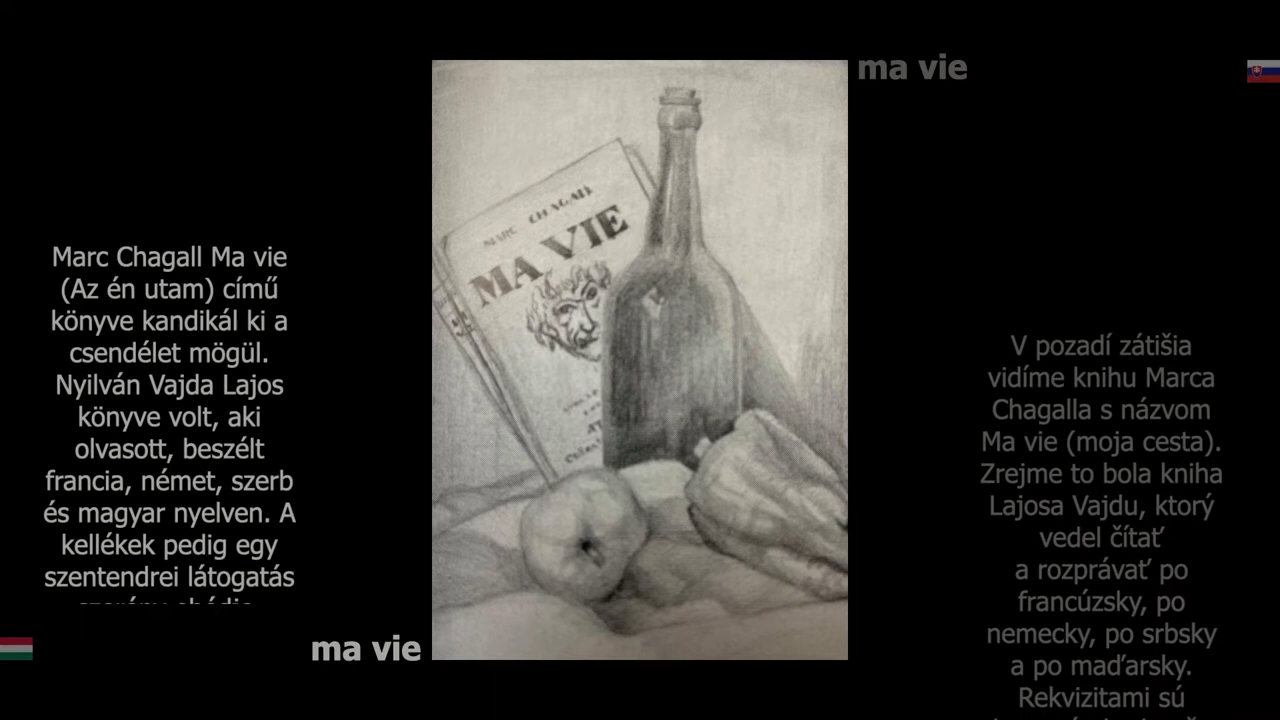 ma vie
MARC CHAGALL
MA VIE
Marc Chagall Ma vie
(Az én utam) című
könyve kandikál ki a
csendélet mögül.
Nyilván Vajda Lajos
könyve volt, aki
olvasott, beszélt
francia, német, szerb
és magyar nyelven. A
kellékek pedig egy
szentendrei látogatás
ma vie
V pozadí zátišia
vidíme knihu Marca
Chagalla s názvom
Ma vie (moja cesta).
Zrejme to bola kniha
Lajosa Vajdu, ktorý
vedel čítať
a rozprávať po
francúzsky, po
nemecky, po srbsky
a po maďarsky.
Rekvizitami sú